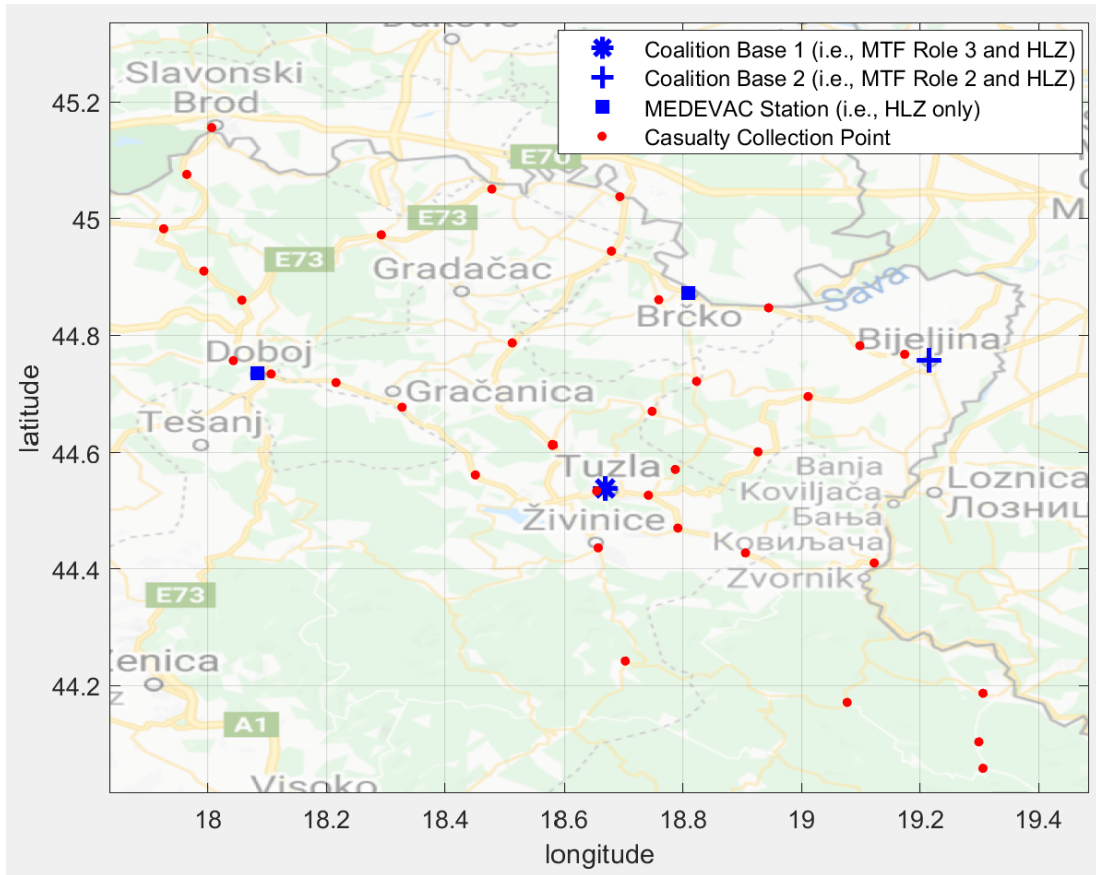 Slavonski
Brod
Coalition Base 1 (i.e., MTF Role 3 and HLZ)
Coalition Base 2 (i.e., MTF Role 2 and HLZ)
MEDEVAC Station (i.e., HLZ only)
Casualty Collection Point
E70
E73
E73
Gradačac
Sava
Brčko
Bijeljina
Doboj
Gračanica
Tešanj
Tuzla
Banja
Koviljača
Бања
Ковиљача
Loznica
Živinice
Zvornik
E73
A1
Visoko
45.2
45
44.8
44.6
44.4
44.2
18
18.2
18.4
18.6
18.8
19
19.2
19.4
latitude
longitude